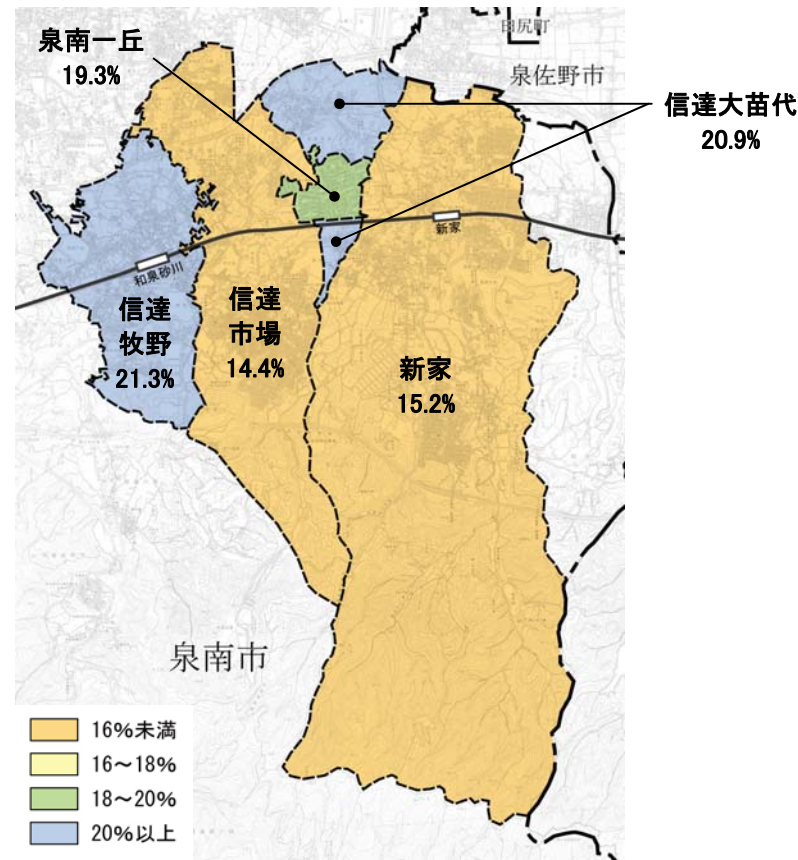 田尻町
泉佐野市
泉南一丘
19.3%
信達大苗代
20.9%
新家
和泉砂川
信達
牧野
21.3%
信達
市場
14.4%
新家
15.2%
泉南市
16%未満
16～18%
18～20%
20%以上